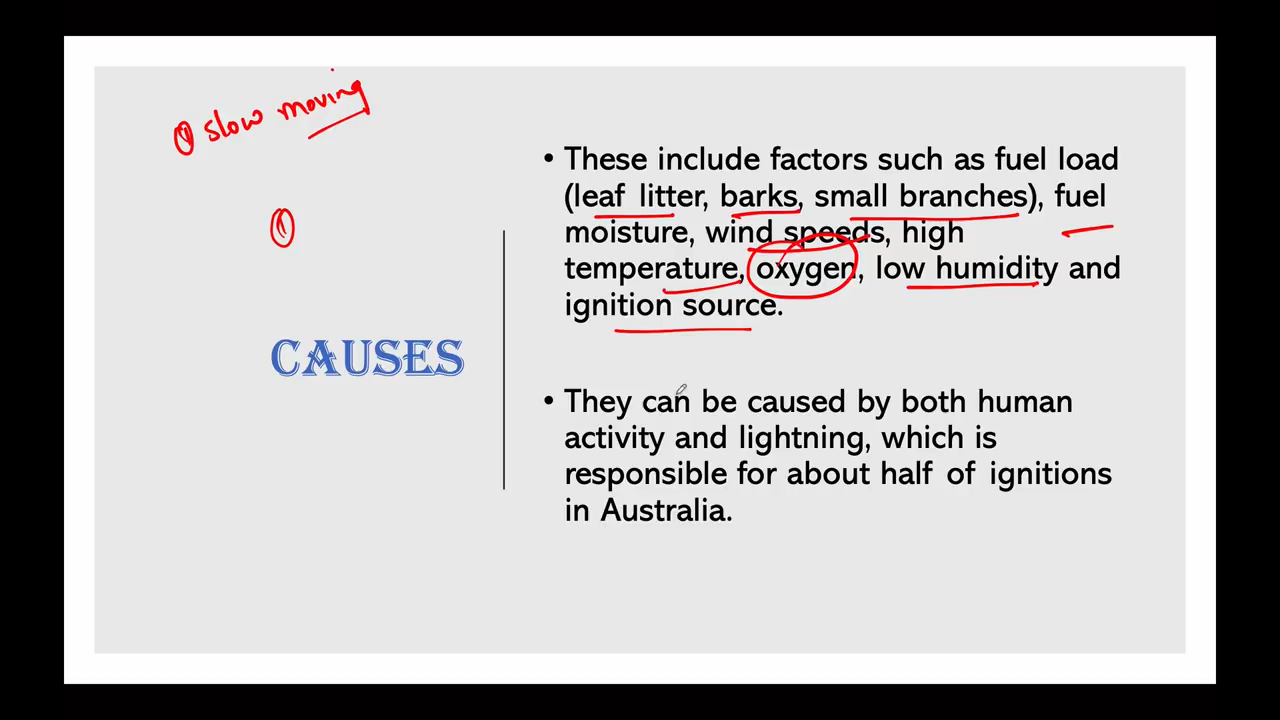 ① slow moving
①
CAUSES
• These include factors such as fuel load
(leaf litter, barks, small branches), fuel
moisture, wind speeds, high
temperature, oxygen, low humidity and
ignition source.
• They can be caused by both human
activity and lightning, which is
responsible for about half of ignitions
in Australia.